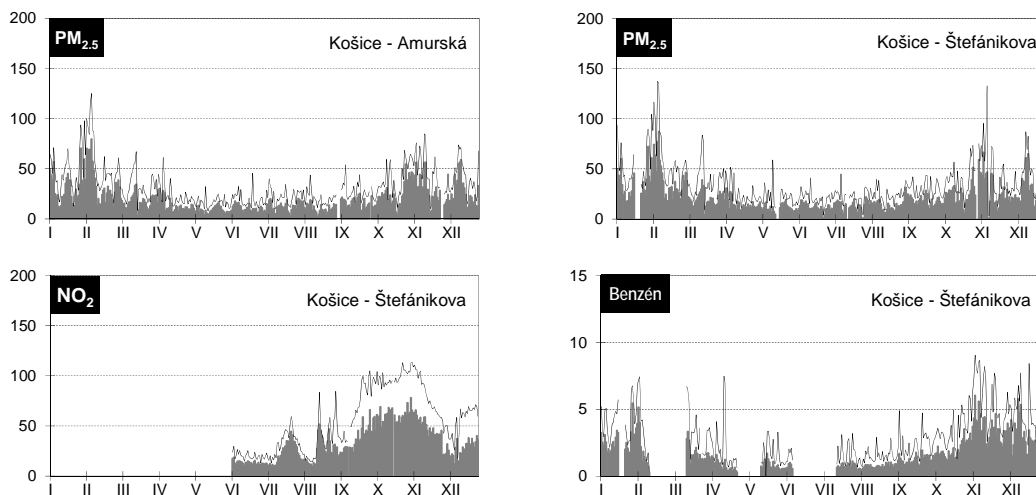 PM2.5
Košice - Amurská
200
150
100
50
0
I II III IV V VI VII VIII IX X XI XII
PM2.5
Košice - Štefánikova
200
150
100
50
0
I II III IV V VI VII VIII IX X XI XII
NO2
Košice - Štefánikova
200
150
100
50
0
I II III IV V VI VII VIII IX X XI XII
Benzén
Košice - Štefánikova
15
10
5
0
I II III IV V VI VII VIII IX X XI XII